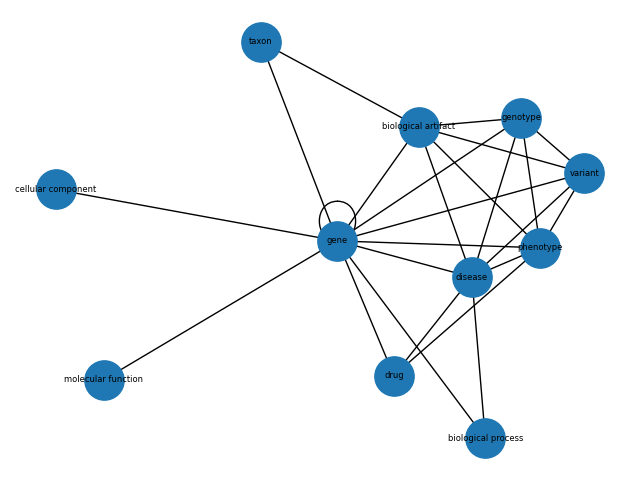 taxon
genotype
biological artifact
variant
cellular component
gene
phenotype
disease
drug
molecular function
biological process